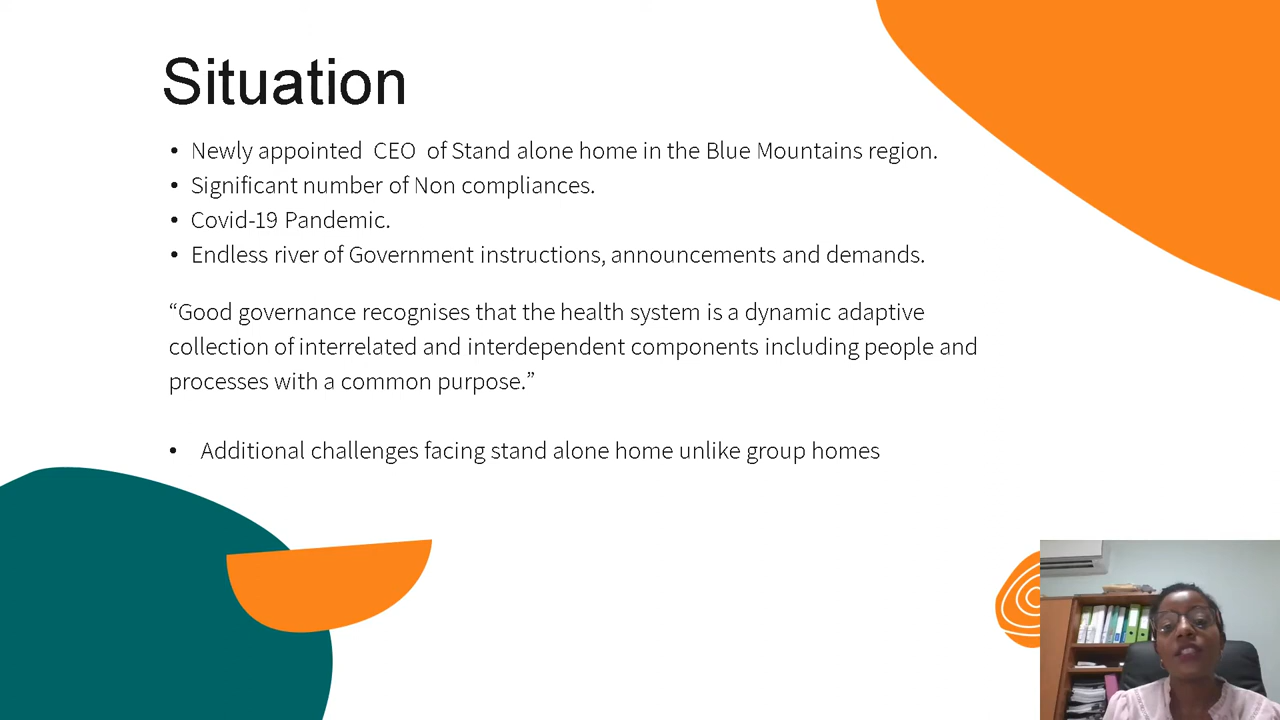 Situation
• Newly appointed CEO of Stand alone home in the Blue Mountains region.
• Significant number of Non compliances.
• Covid-19 Pandemic.
• Endless river of Government instructions, announcements and demands.
“Good governance recognises that the health system is a dynamic adaptive
collection of interrelated and interdependent components including people and
processes with a common purpose.”
• Additional challenges facing stand alone home unlike group homes